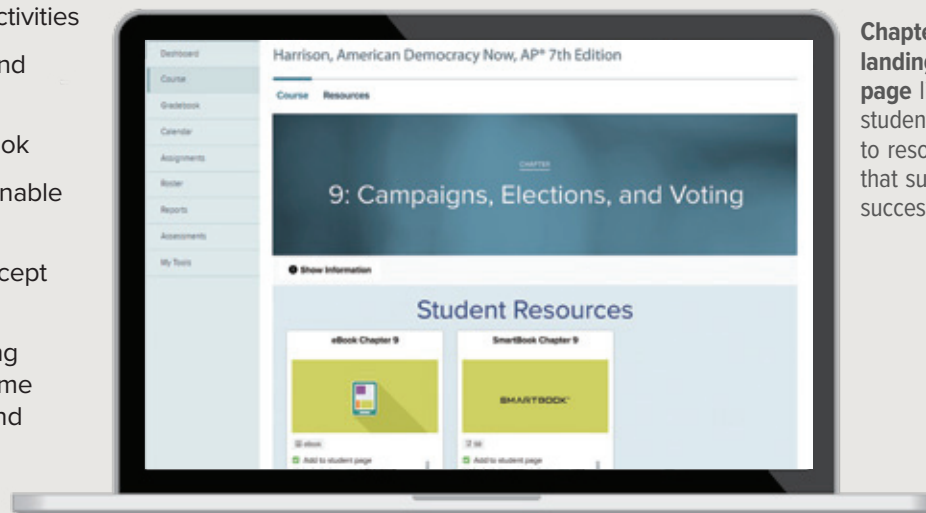 ctivities
nd
ok
nable
cept
ng
me
nd
Dashboard
Course
Gradebook
Calendar
Assignments
Roster
Reports
Assessments
My Tools
Harrison, American Democracy Now, AP® 7th Edition
Course Resources
CHAPTER
9: Campaigns, Elections, and Voting
Show Information
Student Resources
eBook Chapter 9
SmartBook Chapter 9
SMARTBOOK®
ebook
Add to student page
Add to student page
Chapte
landing
page l
studen
to reso
that su
succes